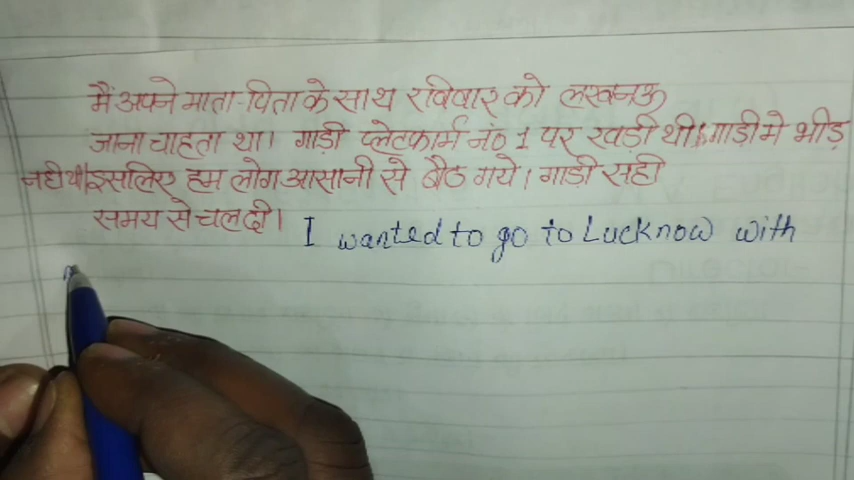 मैं अपने माता-पिता के साथ रविवार को लखनऊ
जाना चाहता था। गाड़ी प्लेटफार्म नं0 1 पर खड़ी थी। गाड़ी मे भीड़
नही थी इसलिए हम लोग आसानी से बैठ गये। गाड़ी सही
समय से चल दी। I wanted to go to Lucknow with